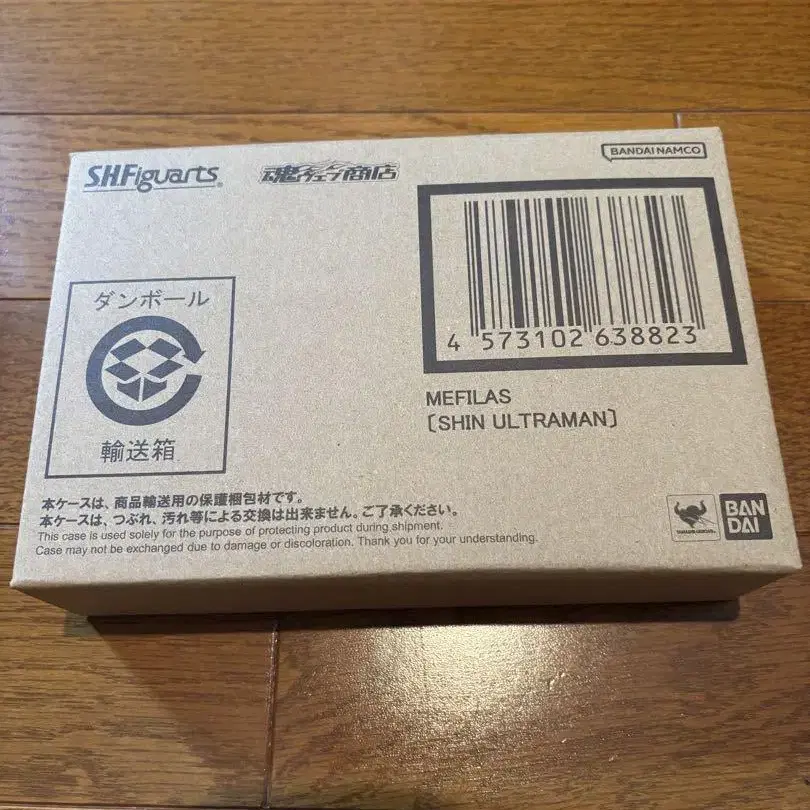 S.H.Figuarts
魂ウェブ商店
BANDAI NAMCO
4 573102 638823
MEFILAS
〔SHIN ULTRAMAN〕
ダンボール
輸送箱
本ケースは、商品輸送用の保護梱包材です。
本ケースは、つぶれ、汚れ等による交換は出来ません。ご了承ください。
This case is used solely for the purpose of protecting product during shipment.
Case may not be exchanged due to damage or discoloration. Thank you for your understanding.
TAMASHII NATIONS
BAN
DAI